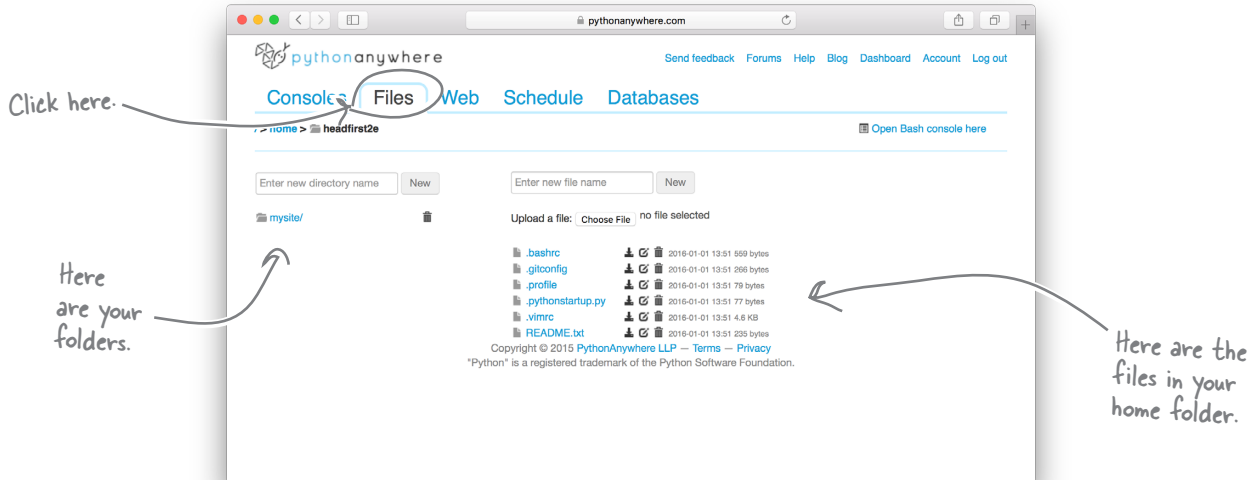 pythonanywhere.com
pythonanywhere
Send feedback Forums Help Blog Dashboard Account Log out
Click here.
Consoles Files Web Schedule Databases
/ > home > headfirst2e
Open Bash console here
Enter new directory name New
Enter new file name New
mysite/
Upload a file: Choose File no file selected
.bashrc 2016-01-01 13:51 559 bytes
.gitconfig 2016-01-01 13:51 266 bytes
.profile 2016-01-01 13:51 79 bytes
.pythonstartup.py 2016-01-01 13:51 77 bytes
.vimrc 2016-01-01 13:51 4.6 KB
README.txt 2016-01-01 13:51 235 bytes
Here
are your
folders.
Here are the
files in your
home folder.
Copyright © 2015 PythonAnywhere LLP — Terms — Privacy
"Python" is a registered trademark of the Python Software Foundation.